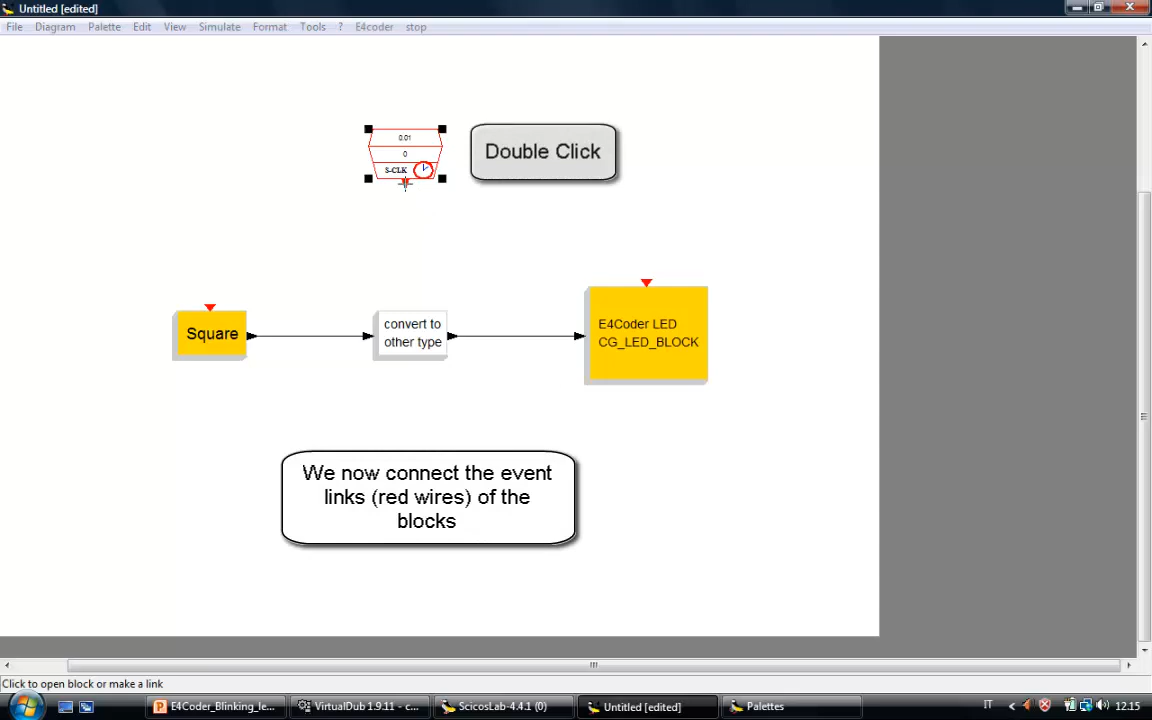 Untitled [edited]
File Diagram Palette Edit View Simulate Format Tools ? E4coder stop
0.01
0
S-CLK
Double Click
Square
convert to
other type
E4Coder LED
CG_LED_BLOCK
We now connect the event
links (red wires) of the
blocks
Click to open block or make a link
E4Coder_Blinking_le...
VirtualDub 1.9.11 - c...
ScicosLab-4.4.1 (0)
Untitled [edited]
Palettes
IT
12.15